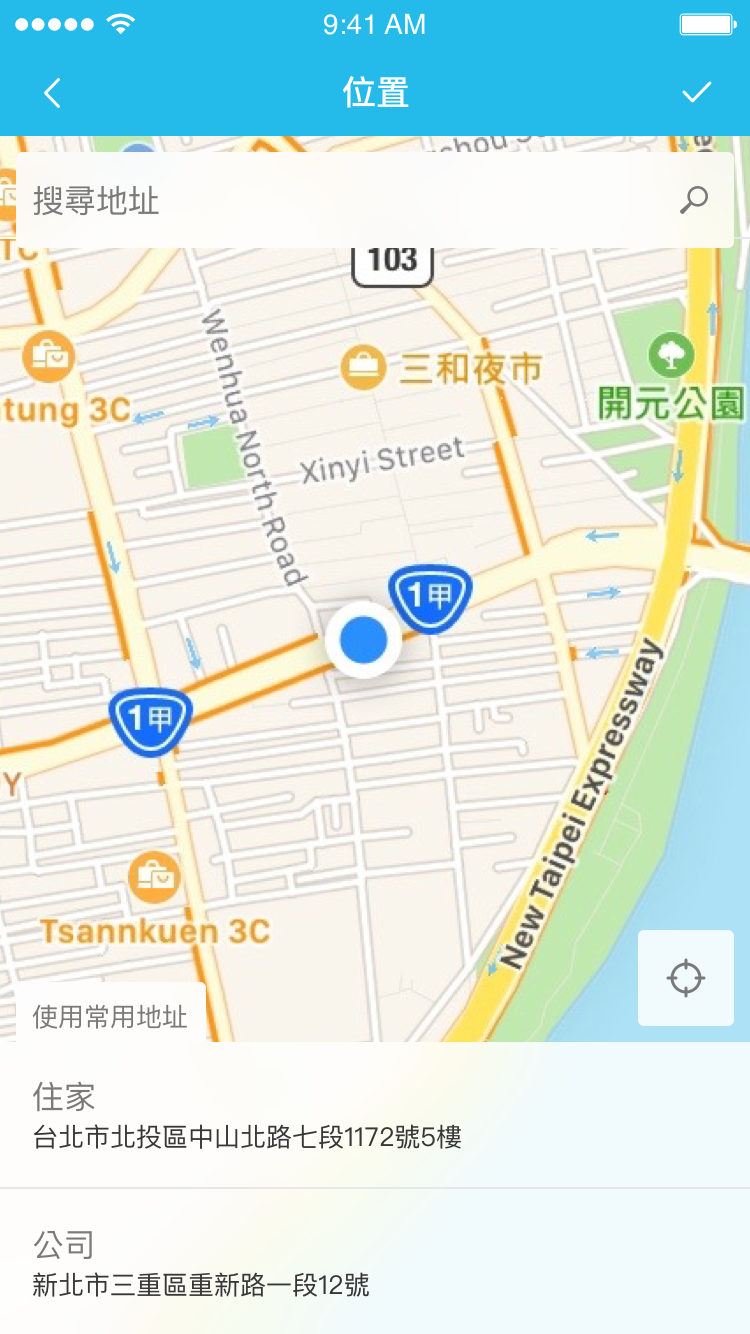 9:41 AM
位置
搜尋地址
TC
103
Wenhua North Road
三和夜市
開元公園
tung 3C
Xinyi Street
1甲
1甲
Y
New Taipei Expressway
Tsannkuen 3C
使用常用地址
住家
台北市北投區中山北路七段1172號5樓
公司
新北市三重區重新路一段12號